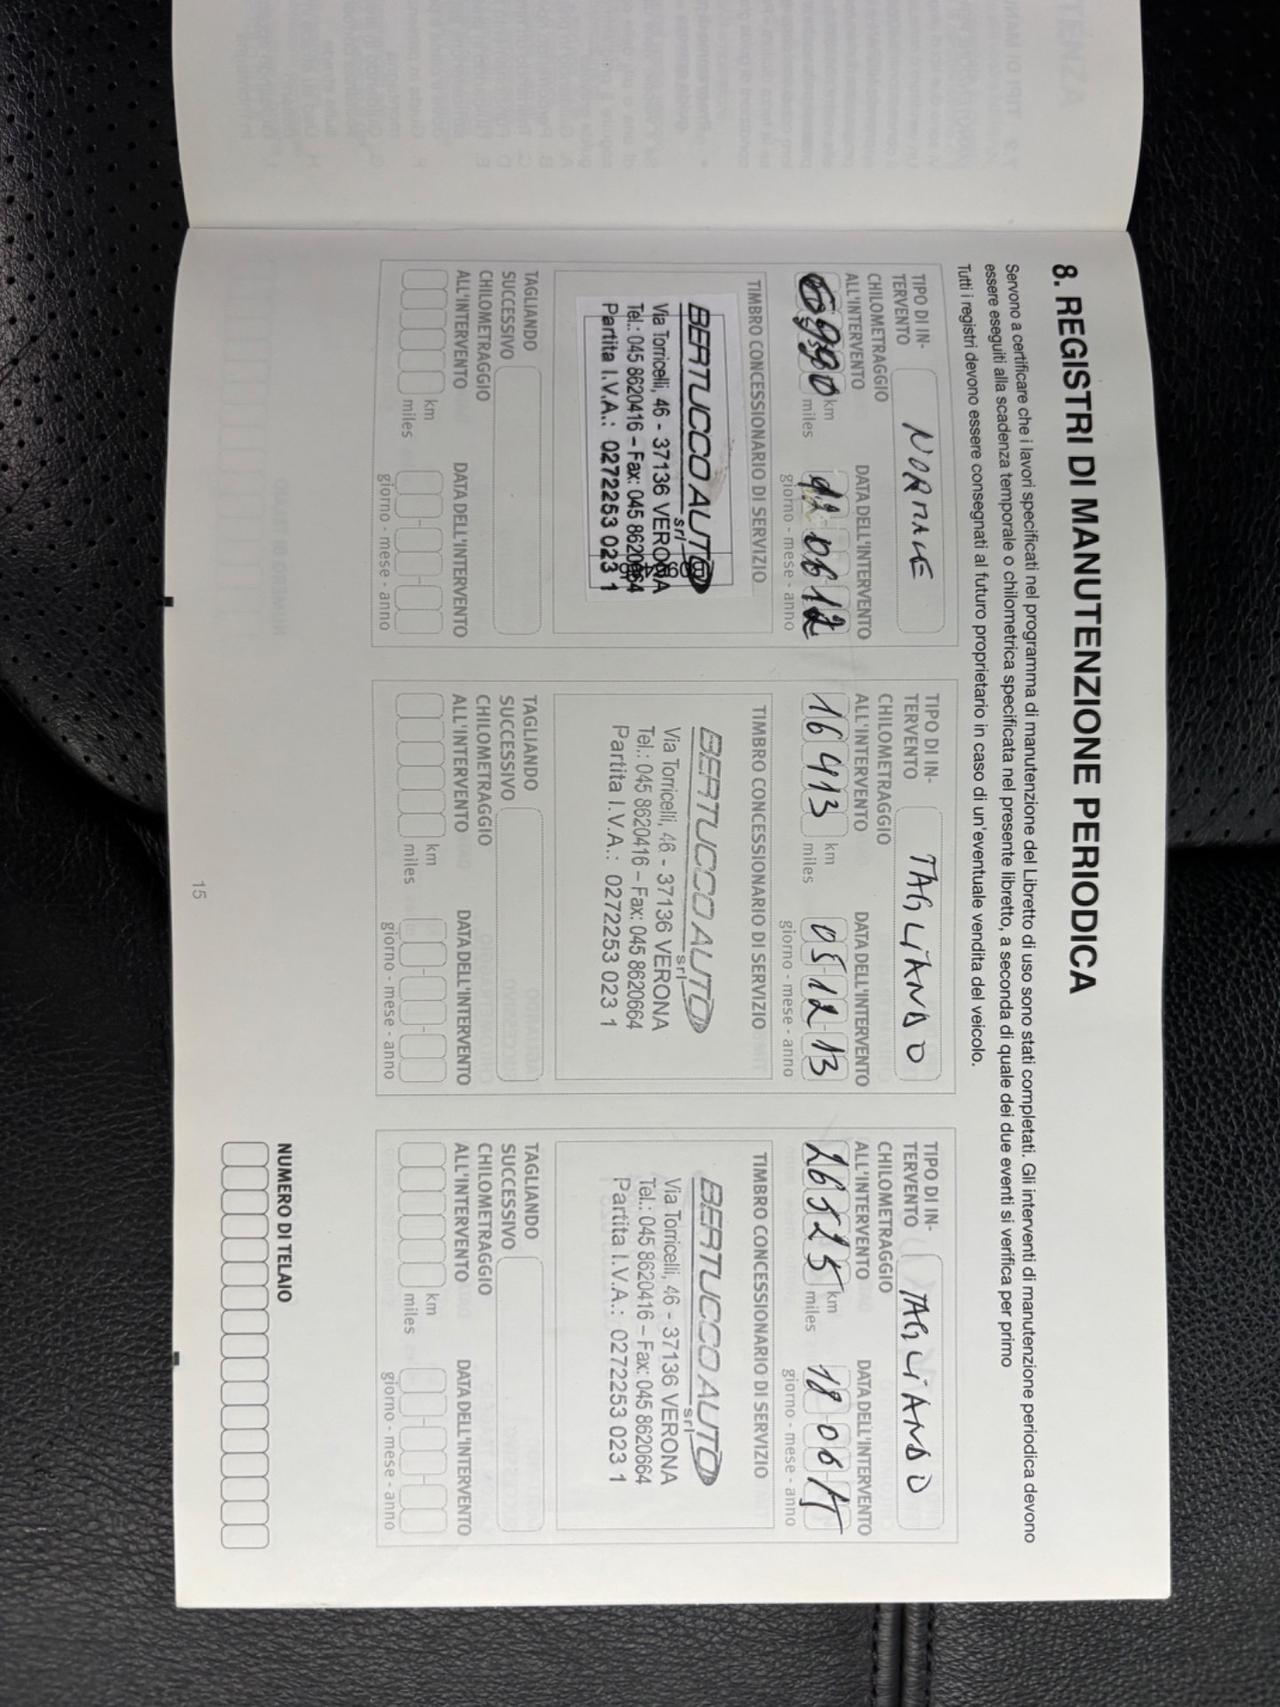 8. REGISTRI DI MANUTENZIONE PERIODICA
Servono a certificare che i lavori specificati nel programma di manutenzione del Libretto di uso sono stati completati. Gli interventi di manutenzione periodica devono
essere eseguiti alla scadenza temporale o chilometrica specificata nel presente libretto, a seconda di quale dei due eventi si verifica per primo
Tutti i registri devono essere consegnati al futuro proprietario in caso di un'eventuale vendita del veicolo.
TIPO DI IN-
TERVENTO
NORMALE
CHILOMETRAGGIO
ALL'INTERVENTO
km
miles
DATA DELL'INTERVENTO
12 06 12
giorno - mese - anno
TIMBRO CONCESSIONARIO DI SERVIZIO
BERTUCCO AUTO
srl
Via Torricelli, 46 - 37136 VERONA
Tel.: 045 8620416 – Fax: 045 8620664
Partita I.V.A.: 0272253 023 1
TAGLIANDO
SUCCESSIVO
CHILOMETRAGGIO
ALL'INTERVENTO
km
miles
DATA DELL'INTERVENTO
giorno - mese - anno
TIPO DI IN-
TERVENTO
TAGLIANDO
CHILOMETRAGGIO
ALL'INTERVENTO
16413
km
miles
DATA DELL'INTERVENTO
05 12 13
giorno - mese - anno
TIMBRO CONCESSIONARIO DI SERVIZIO
BERTUCCO AUTO
srl
Via Torricelli, 46 - 37136 VERONA
Tel.: 045 8620416 – Fax: 045 8620664
Partita I.V.A.: 0272253 023 1
TAGLIANDO
SUCCESSIVO
CHILOMETRAGGIO
ALL'INTERVENTO
km
miles
DATA DELL'INTERVENTO
giorno - mese - anno
TIPO DI IN-
TERVENTO
TAGLIANDO
CHILOMETRAGGIO
ALL'INTERVENTO
26525
km
miles
DATA DELL'INTERVENTO
18 06
giorno - mese - anno
TIMBRO CONCESSIONARIO DI SERVIZIO
BERTUCCO AUTO
srl
Via Torricelli, 46 - 37136 VERONA
Tel.: 045 8620416 – Fax: 045 8620664
Partita I.V.A.: 0272253 023 1
TAGLIANDO
SUCCESSIVO
CHILOMETRAGGIO
ALL'INTERVENTO
km
miles
DATA DELL'INTERVENTO
giorno - mese - anno
NUMERO DI TELAIO
15